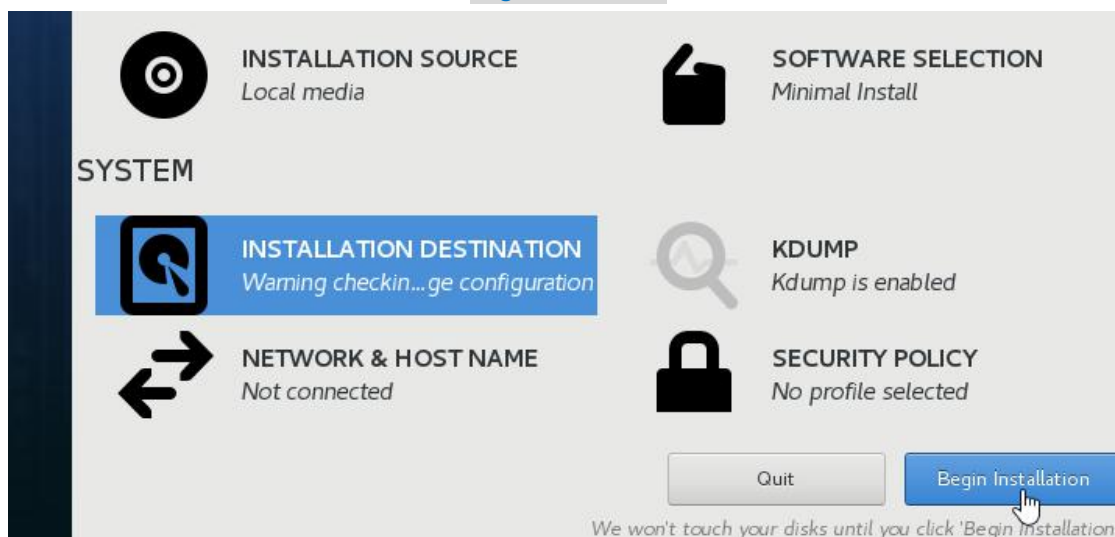 INSTALLATION SOURCE
Local media
SOFTWARE SELECTION
Minimal Install
SYSTEM
INSTALLATION DESTINATION
Warning checkin...ge configuration
KDUMP
Kdump is enabled
NETWORK & HOST NAME
Not connected
SECURITY POLICY
No profile selected
Quit
Begin Installation
We won't touch your disks until you click 'Begin Installation